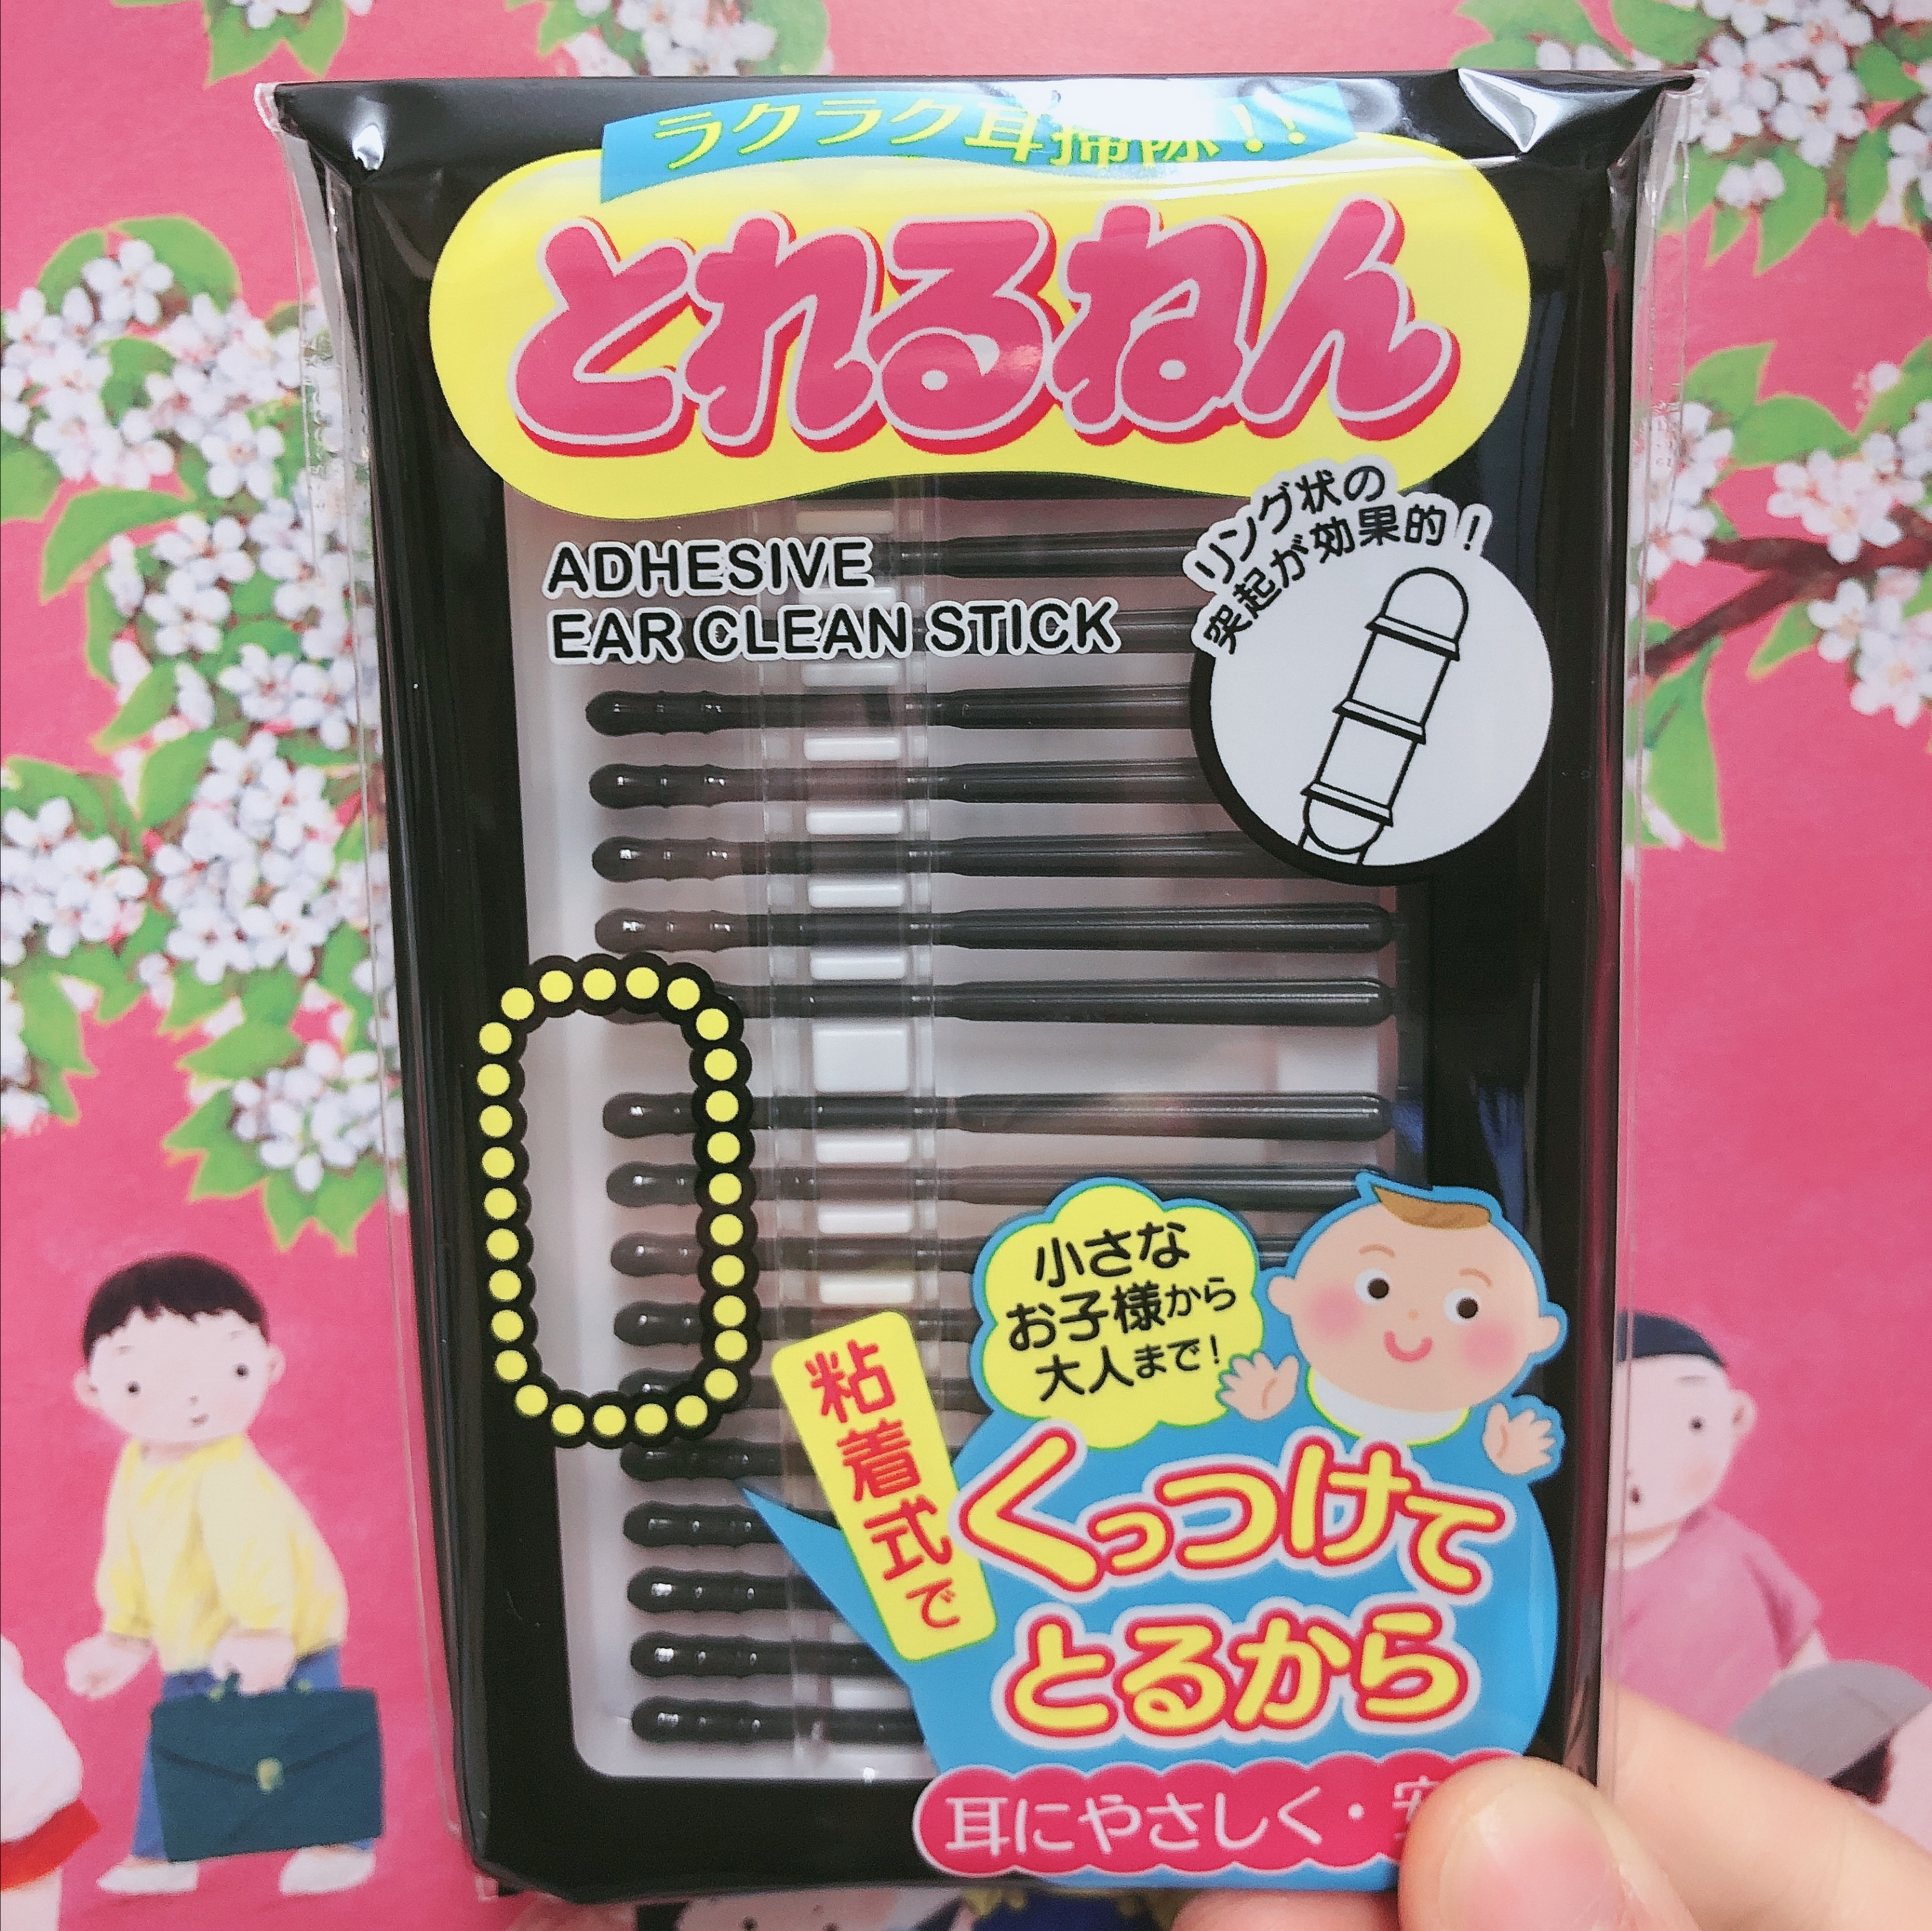 ラクラク耳掃除!!
とれるねん
ADHESIVE
EAR CLEAN STICK
リング状の
突起が効果的！
小さな
お子様から
大人まで！
粘着式で
くっつけて
とるから
耳にやさしく・安